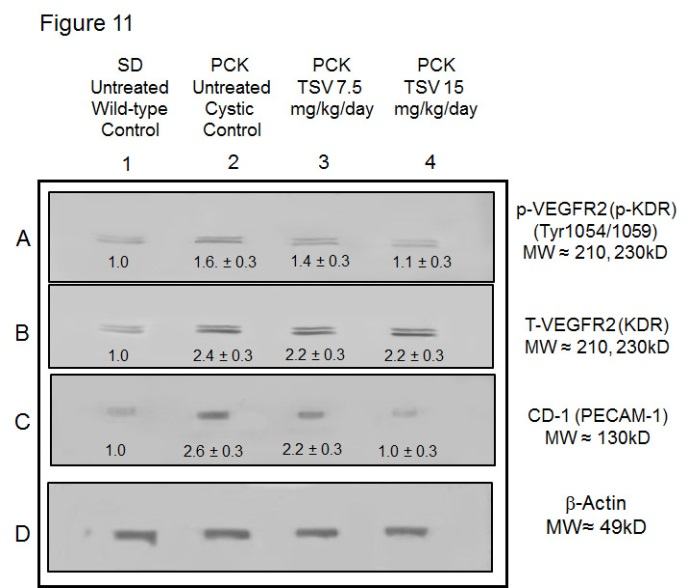 Figure 11
SD
Untreated
Wild-type
Control
PCK
Untreated
Cystic
Control
PCK
TSV 7.5
mg/kg/day
PCK
TSV 15
mg/kg/day
1 2 3 4
A
1.0 1.6. ± 0.3 1.4 ± 0.3 1.1 ± 0.3
p-VEGFR2 (p-KDR)
(Tyr1054/1059)
MW ≈ 210, 230kD
B
1.0 2.4 ± 0.3 2.2 ± 0.3 2.2 ± 0.3
T-VEGFR2 (KDR)
MW ≈ 210, 230kD
C
1.0 2.6 ± 0.3 2.2 ± 0.3 1.0 ± 0.3
CD-1 (PECAM-1)
MW ≈ 130kD
D
β-Actin
MW≈ 49kD